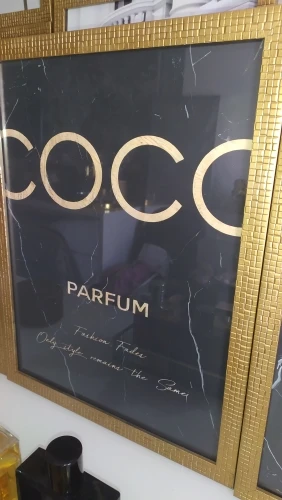 COCO
PARFUM
Fashion Fades
Only style remains the Same